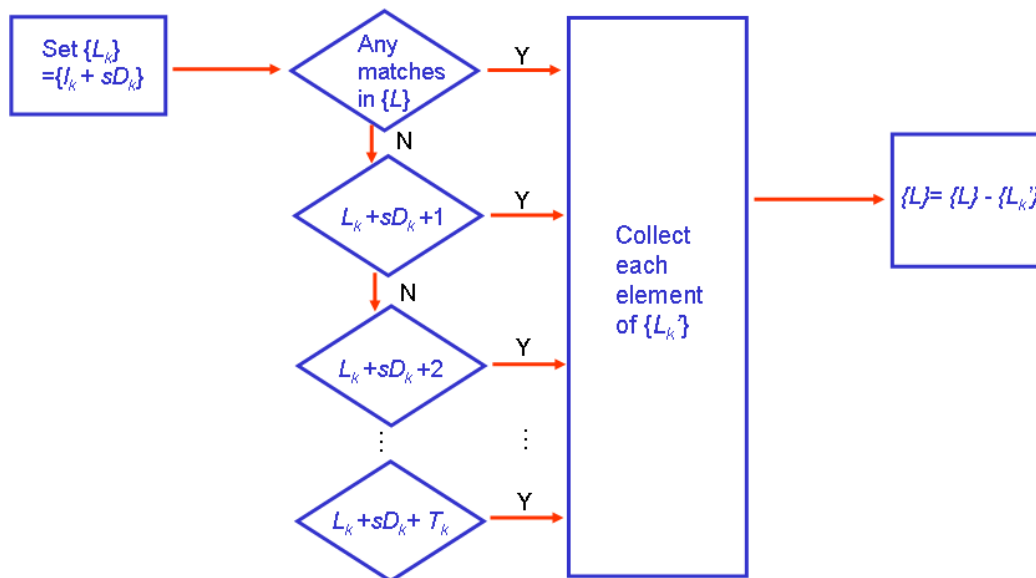 Set {Lₖ}
={Iₖ + sDₖ}
Any
matches
in {L}
Y
N
Lₖ +sDₖ +1
Y
N
Lₖ +sDₖ +2
Y
⋮
⋮
Lₖ +sDₖ + Tₖ
Y
Collect
each
element
of {Lₖ’}
{L}= {L} - {Lₖ’}